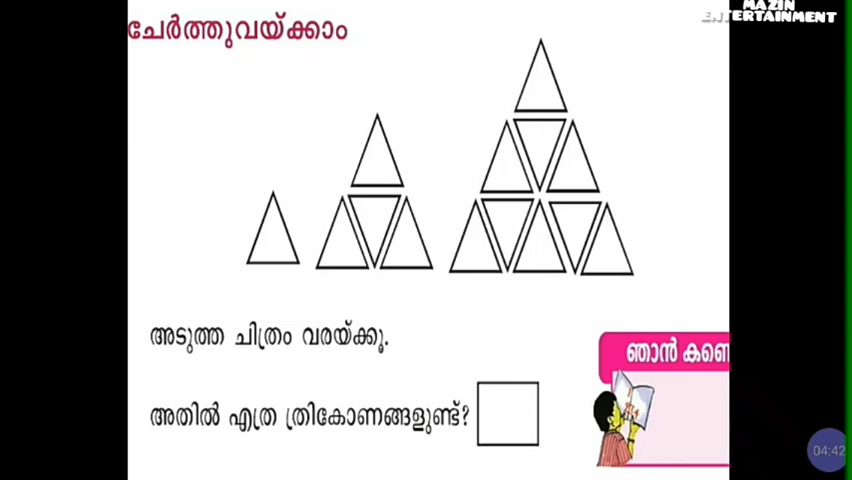 MAZIN
ENTERTAINMENT
ചേർത്തുവയ്ക്കാം
അടുത്ത ചിത്രം വരയ്ക്കൂ.
ഞാൻ കണ്ടെ
അതിൽ എത്ര ത്രികോണങ്ങളുണ്ട്?
04:42